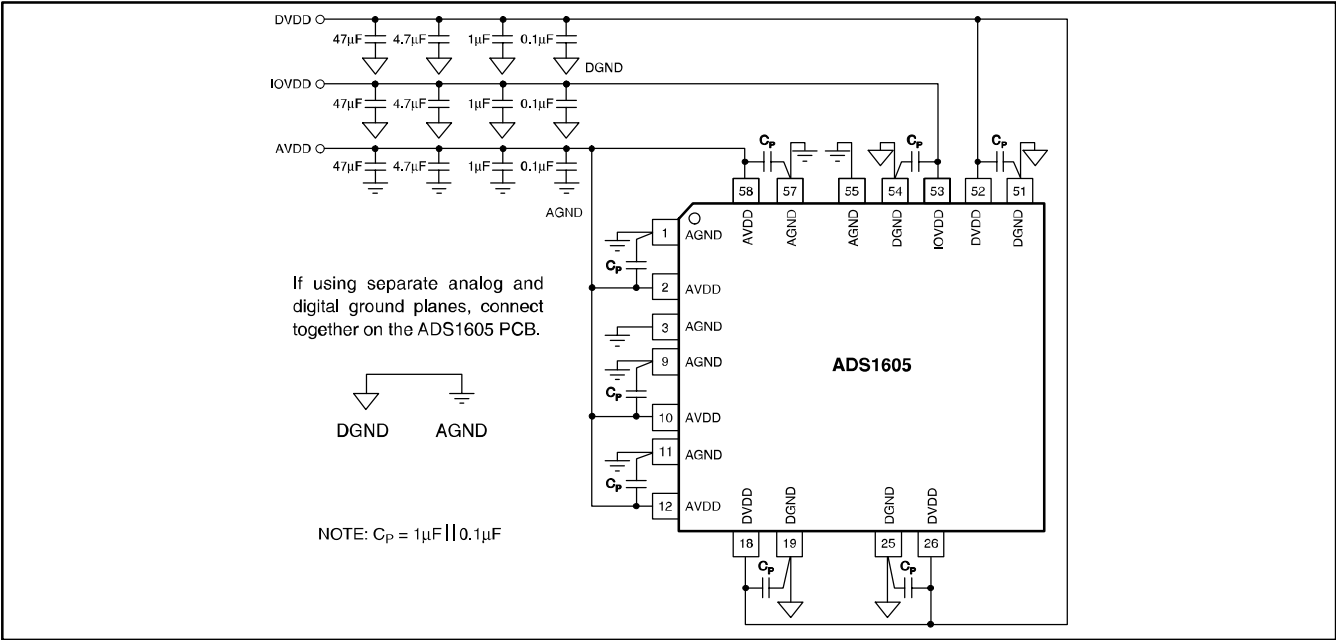 DVDD
47µF 4.7µF 1µF 0.1µF
DGND
IOVDD
47µF 4.7µF 1µF 0.1µF
AVDD
47µF 4.7µF 1µF 0.1µF
AGND
CP CP CP
58 57 55 54 53 52 51
AVDD AGND AGND DGND IOVDD DVDD DGND
1 AGND
CP
2 AVDD
3 AGND
9 AGND
CP
10 AVDD
11 AGND
CP
12 AVDD
ADS1605
If using separate analog and
digital ground planes, connect
together on the ADS1605 PCB.
DGND AGND
NOTE: CP = 1µF||0.1µF
DVDD DGND DGND DVDD
18 19 25 26
CP CP